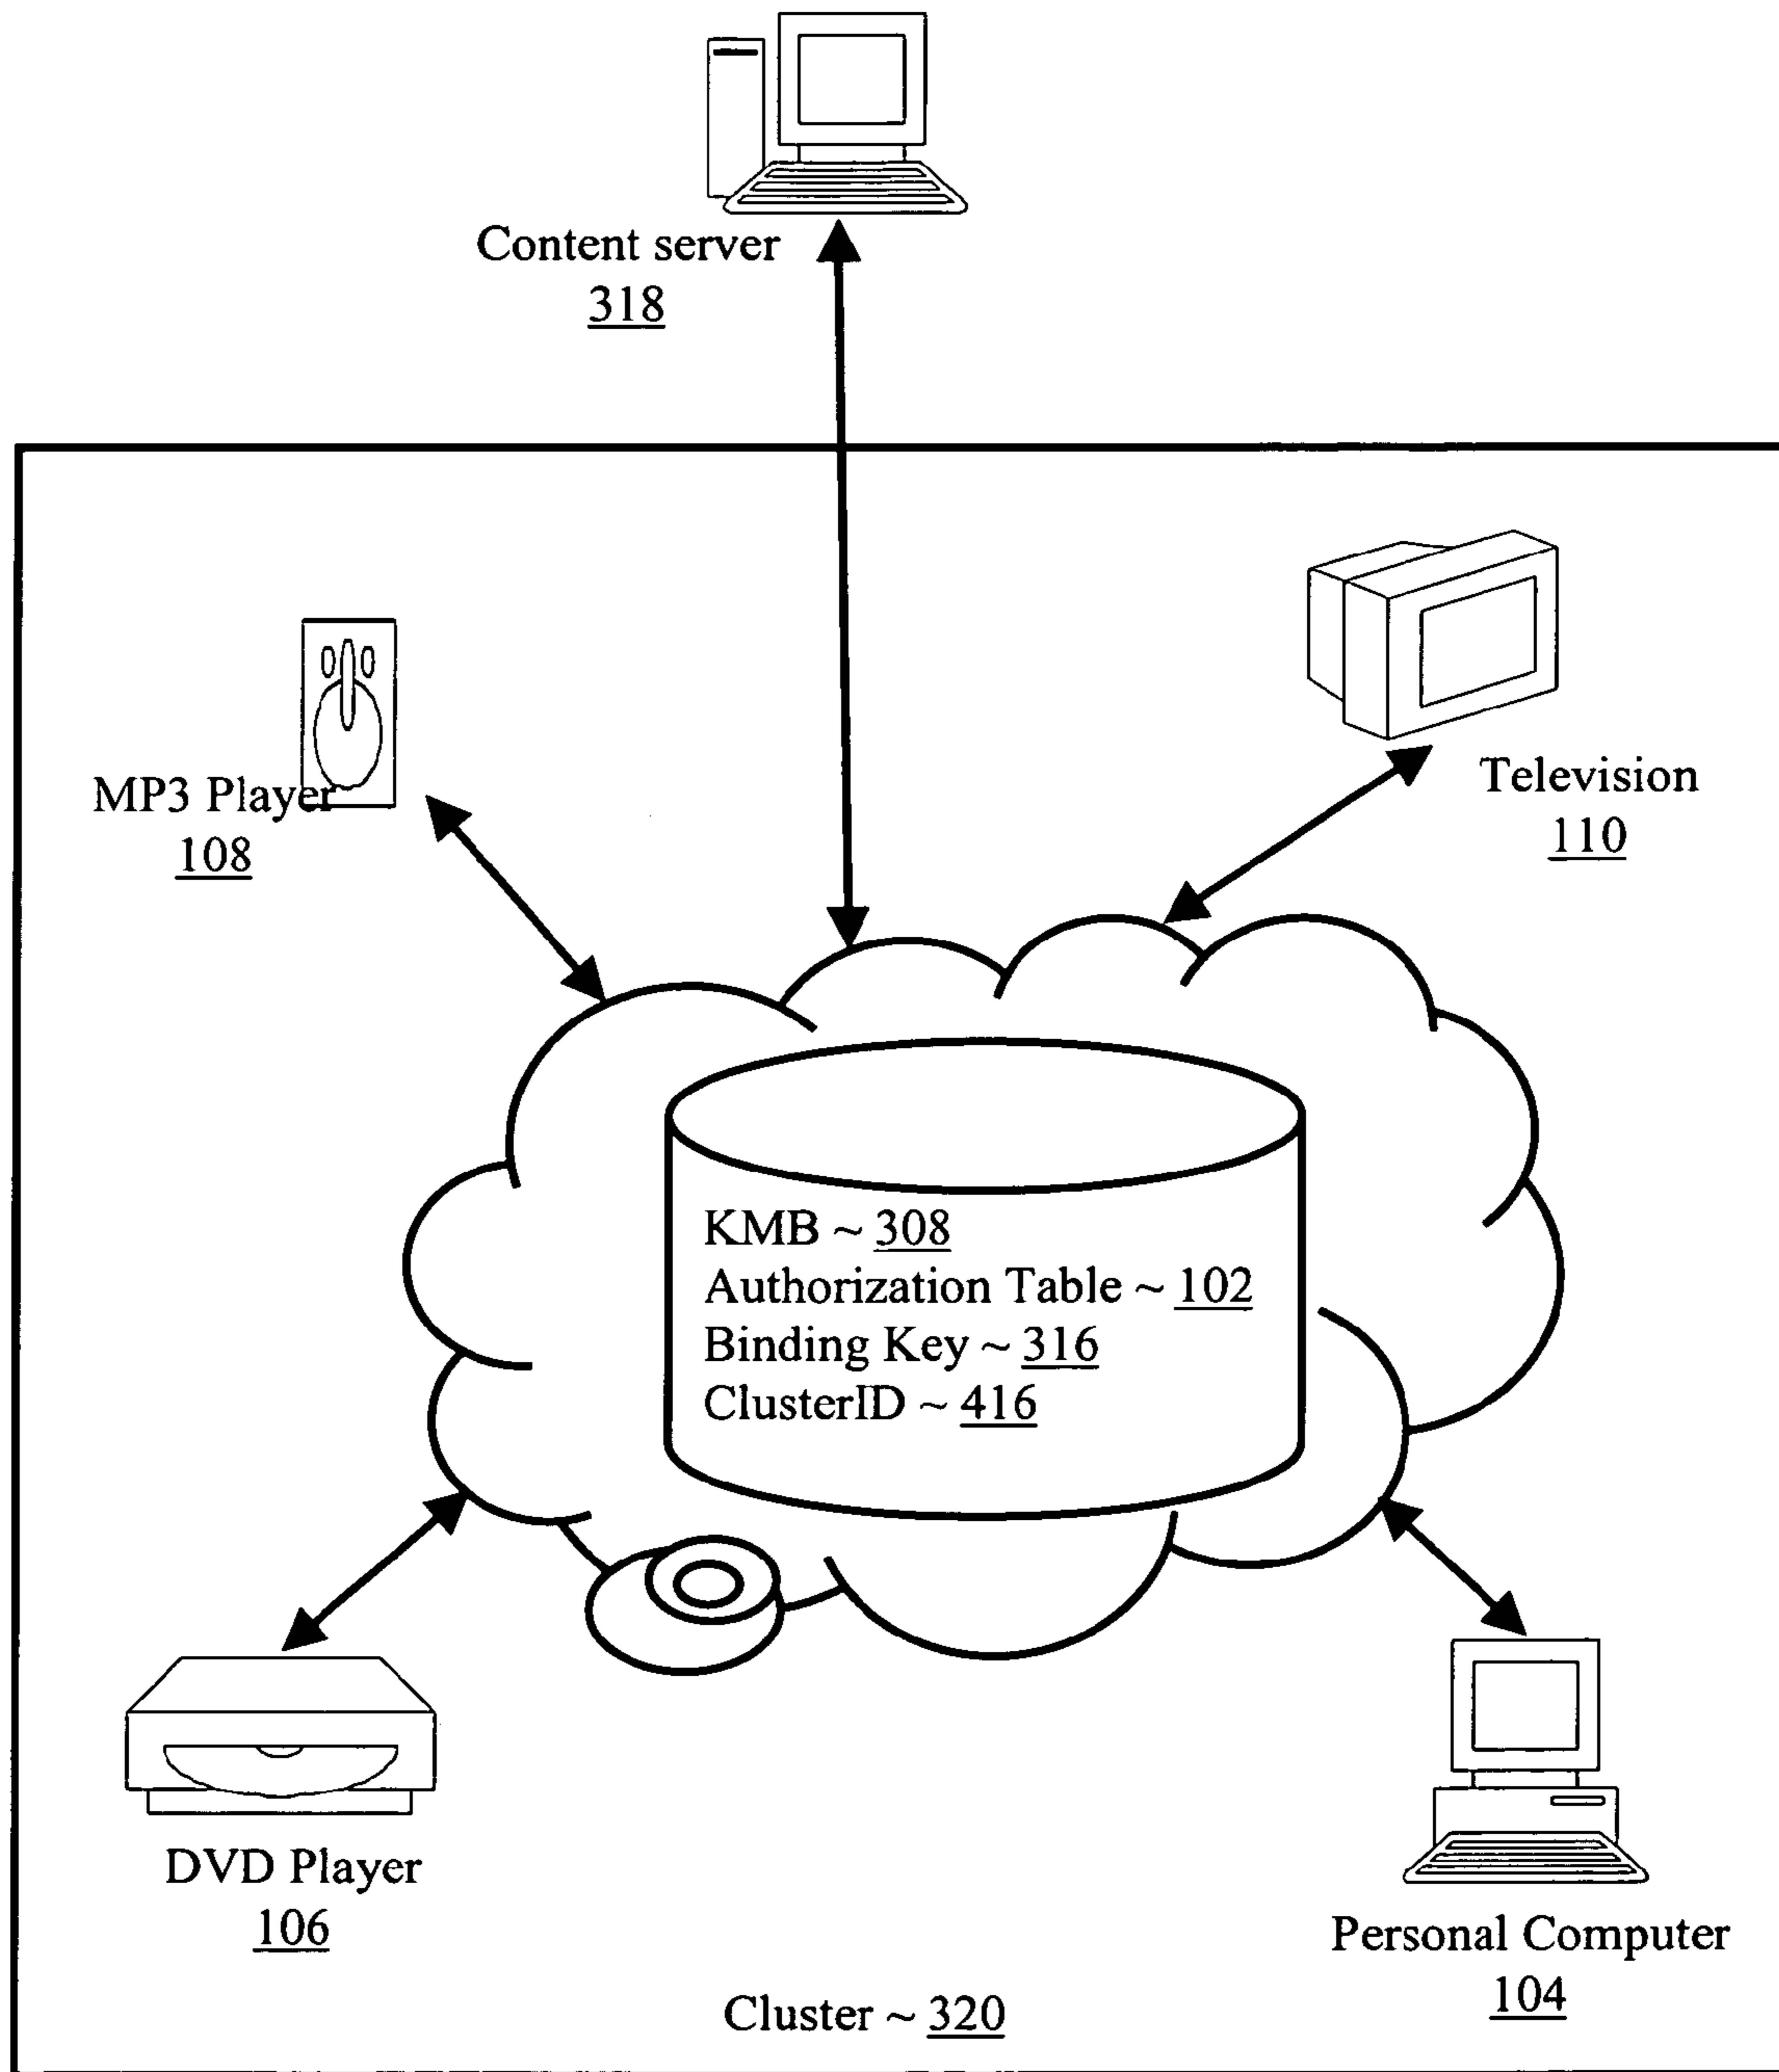 Content server
318
MP3 Player
108
Television
110
KMB ~ 308
Authorization Table ~ 102
Binding Key ~ 316
ClusterID ~ 416
DVD Player
106
Personal Computer
104
Cluster ~ 320